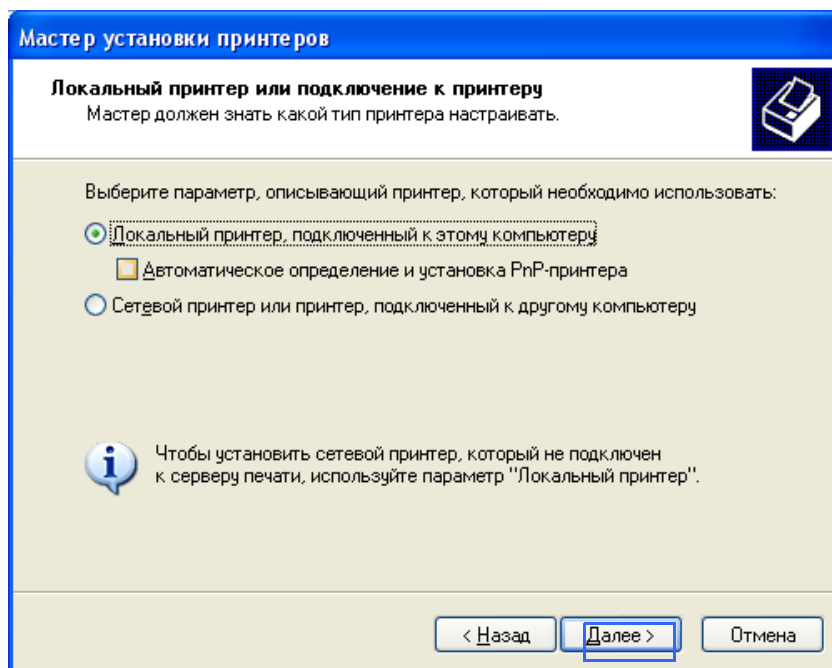 Мастер установки принтеров
Локальный принтер или подключение к принтеру
Мастер должен знать какой тип принтера настраивать.
Выберите параметр, описывающий принтер, который необходимо использовать:
Локальный принтер, подключенный к этому компьютеру
Автоматическое определение и установка PnP-принтера
Сетевой принтер или принтер, подключенный к другому компьютеру
Чтобы установить сетевой принтер, который не подключен
к серверу печати, используйте параметр "Локальный принтер".
< Назад Далее > Отмена